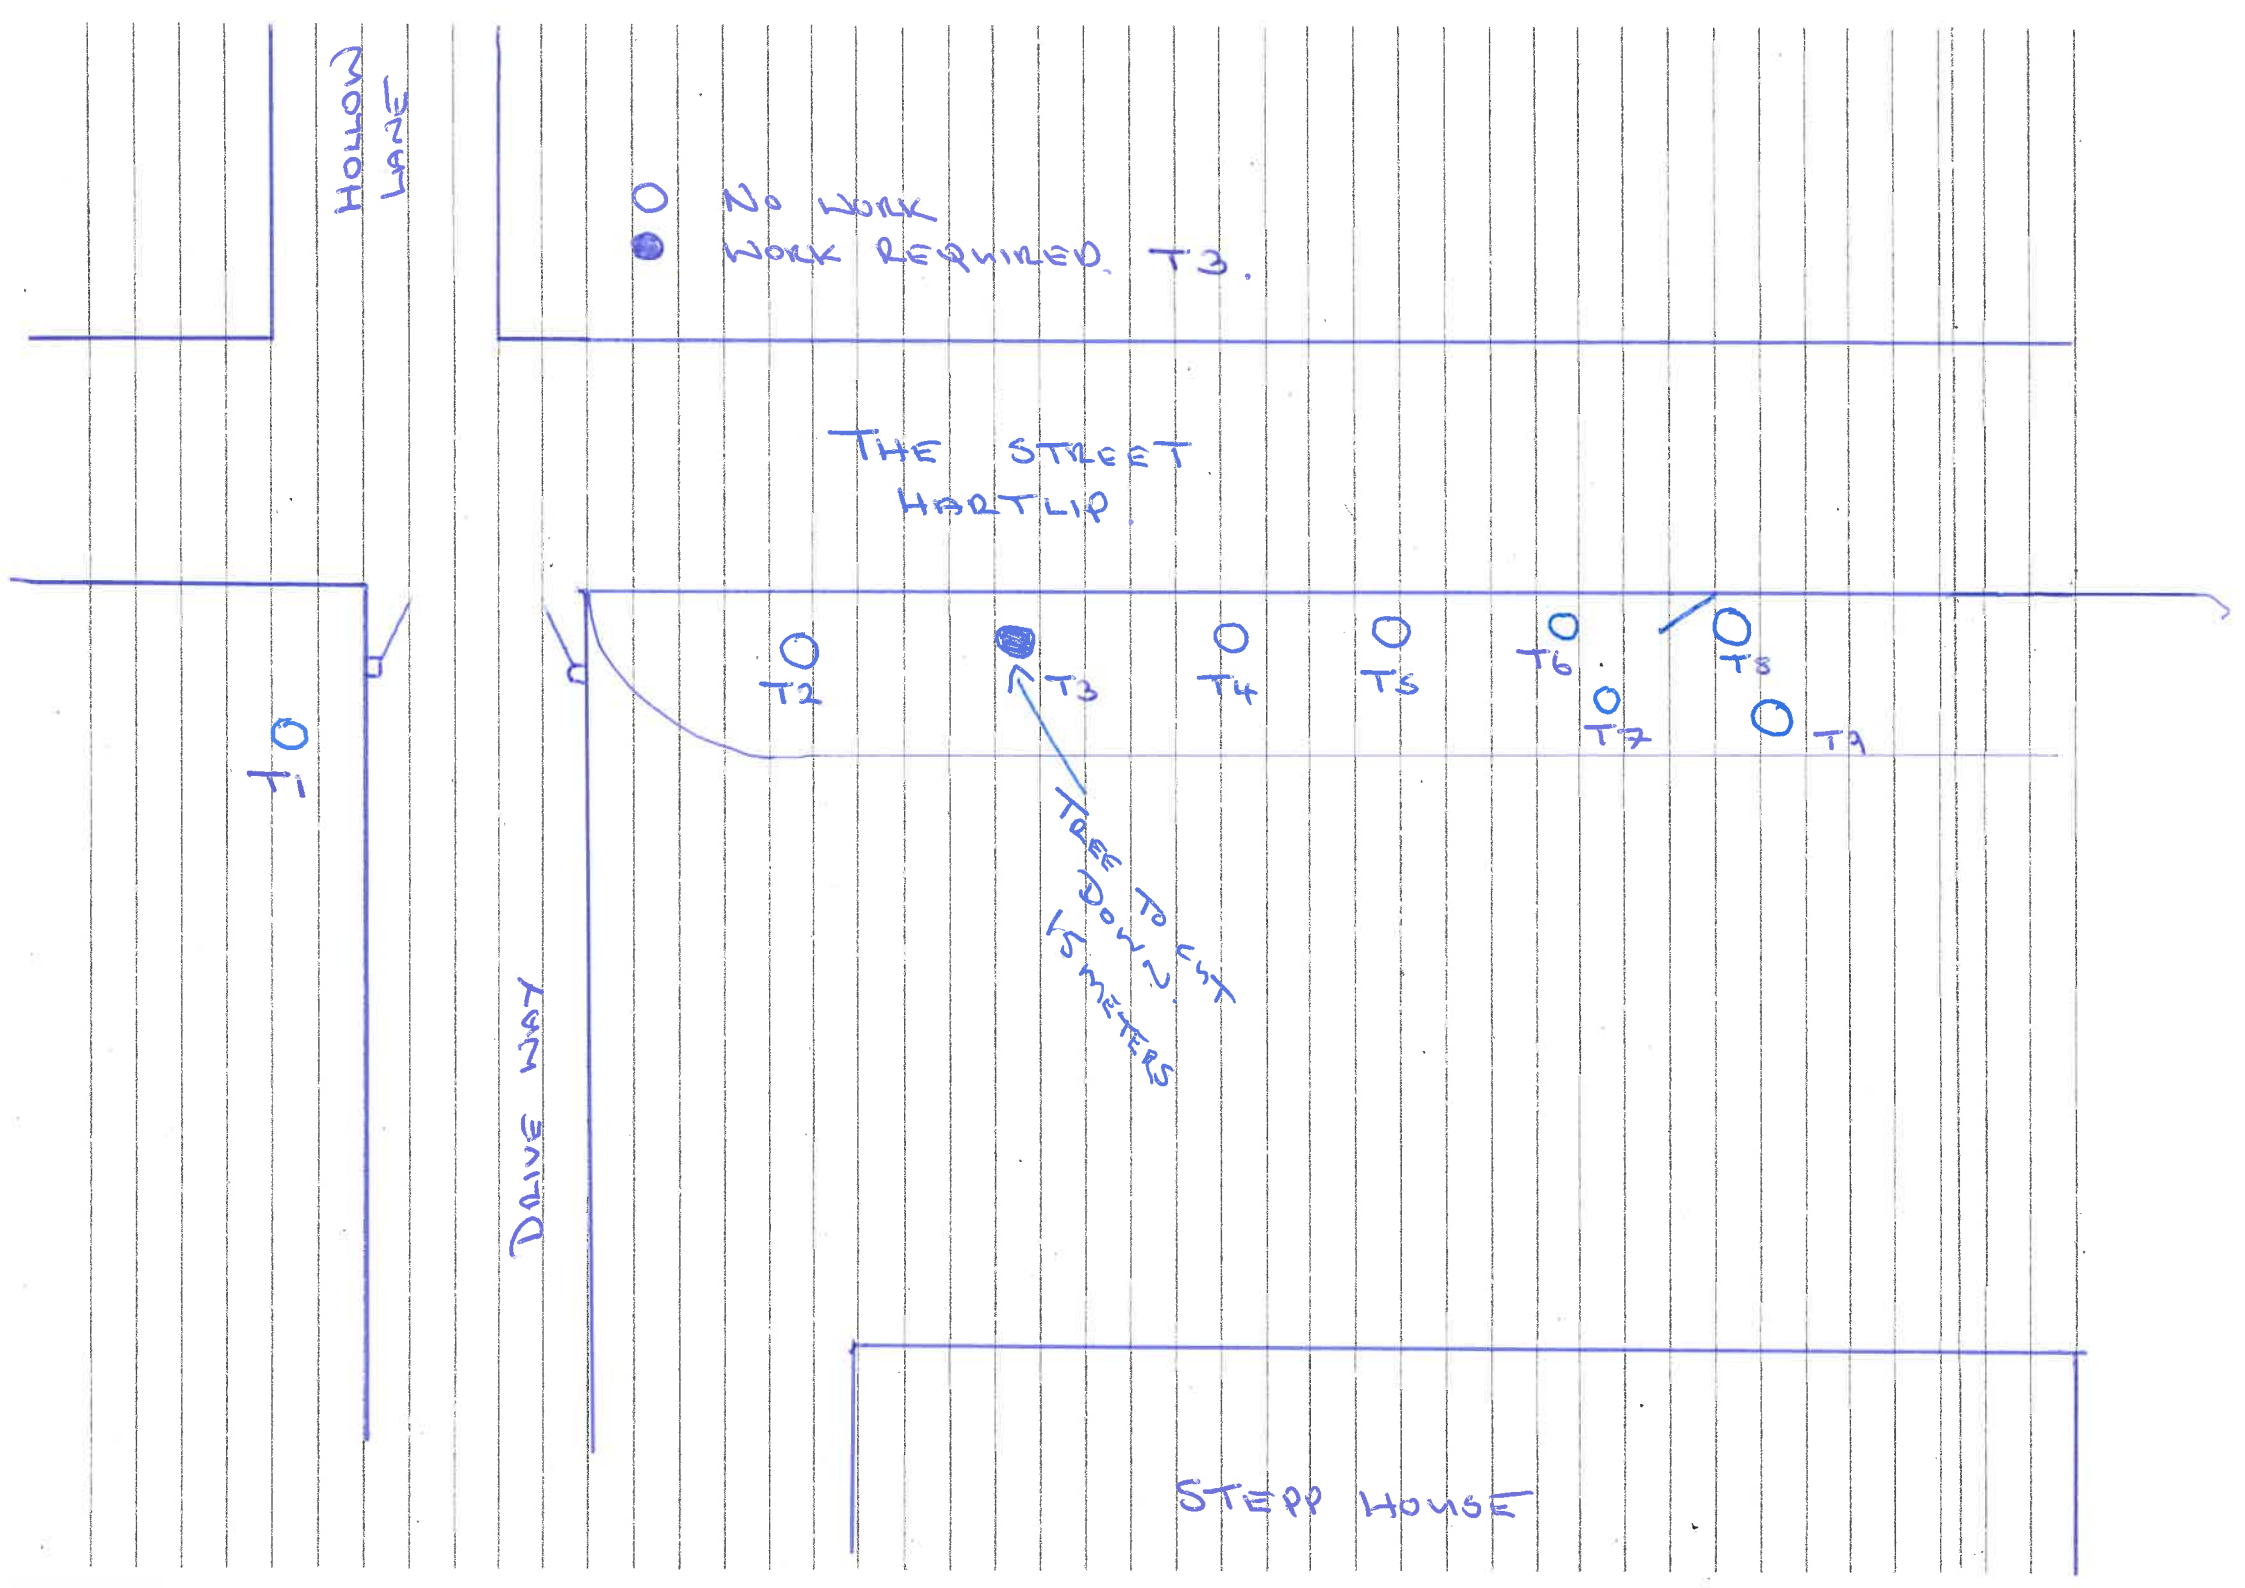 HOLLOW
LANE
NO WORK
WORK REQUIRED. T3.
THE STREET
HARTLIP.
T1
T2
T3
T4
T5
T6
T7
T8
T9
TREE TO CUT
DOWN.
METERS
DRIVE WAY
STEPP HOUSE